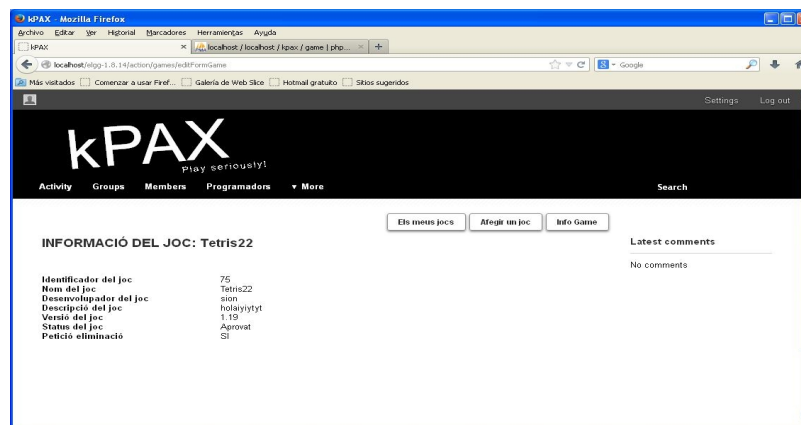 kPAX - Mozilla Firefox
Archivo Editar Ver Historial Marcadores Herramientas Ayuda
kPAX × localhost / localhost / kpax / game | php... × +
localhost/elgg-1.8.14/action/games/editFormGame Google
Más visitados Comenzar a usar Firef... Galería de Web Slice Hotmail gratuito Sitios sugeridos
Settings Log out
kPAX
Play seriously!
Activity Groups Members Programadors ▼ More Search
Els meus jocs Afegir un joc Info Game
INFORMACIÓ DEL JOC: Tetris22 Latest comments
No comments
Identificador del joc 75
Nom del joc Tetris22
Desenvolupador del joc sion
Descripció del joc holaiyiytyt
Versió del joc 1.19
Status del joc Aprovat
Petició eliminació SI